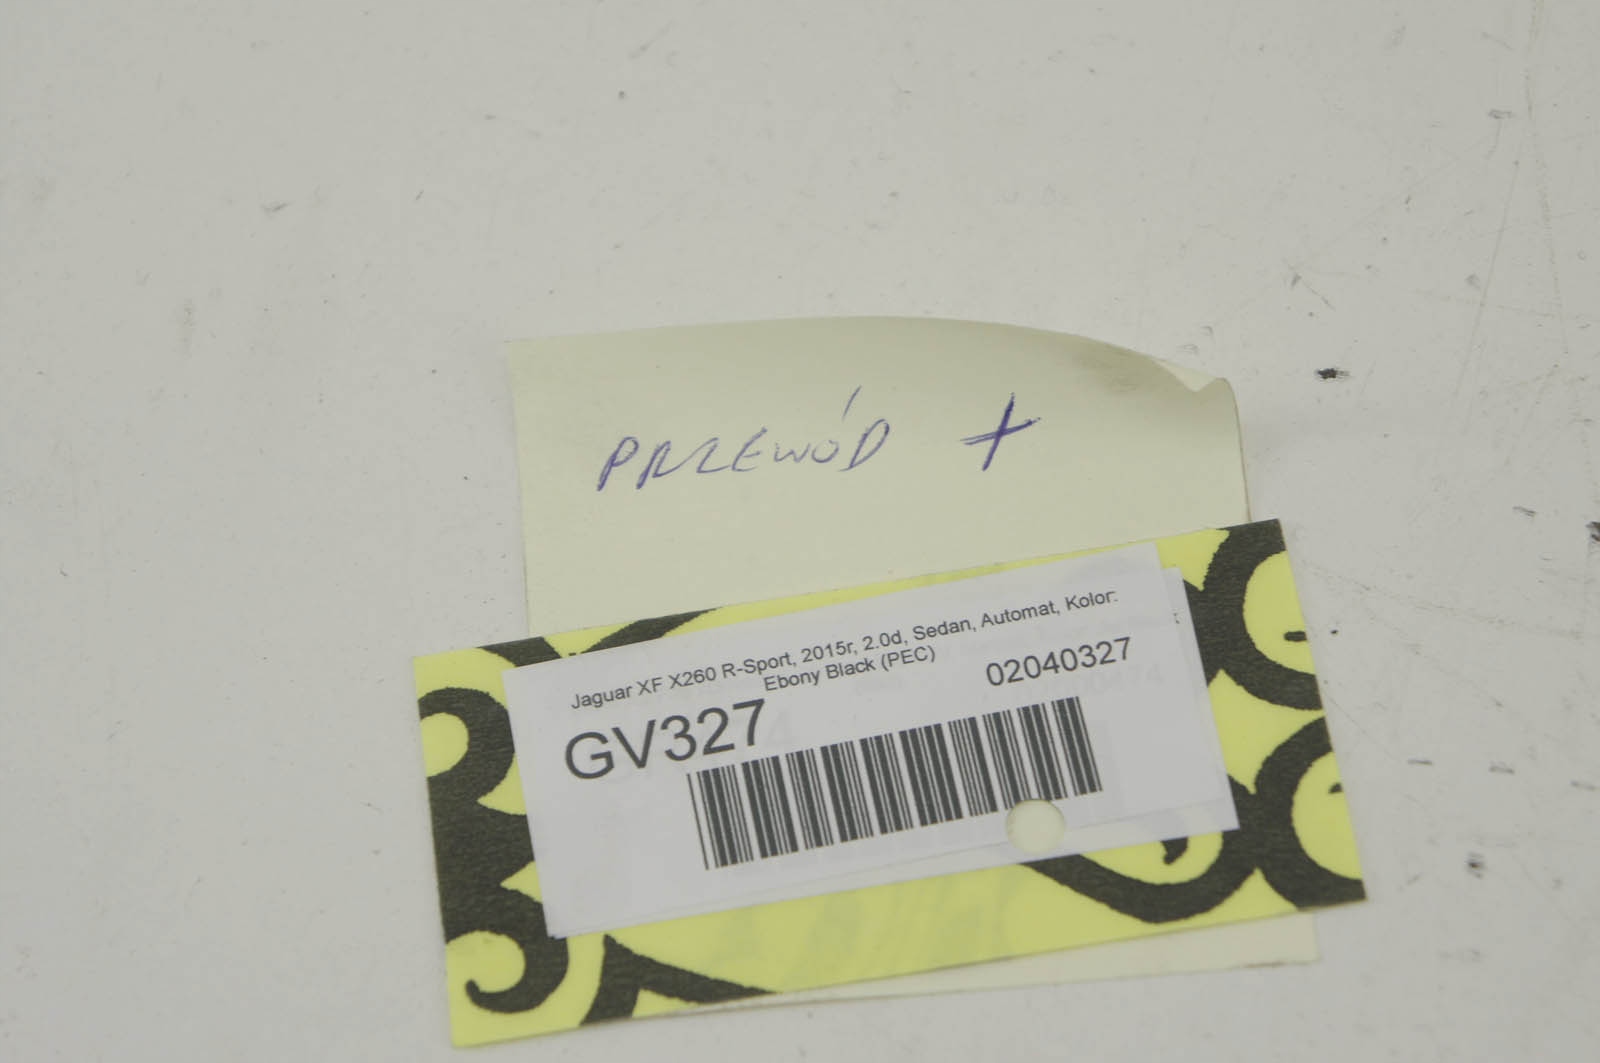 PRZEWÓD +
Jaguar XF X260 R-Sport, 2015r, 2.0d, Sedan, Automat, Kolor:
Ebony Black (PEC)
02040327
GV327